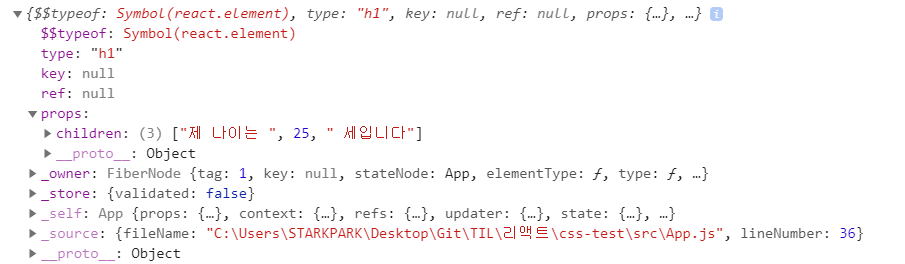 ▼{$$typeof: Symbol(react.element), type: "h1", key: null, ref: null, props: {…}, …} i
$$typeof: Symbol(react.element)
type: "h1"
key: null
ref: null
▼props:
▶children: (3) ["제 나이는 ", 25, " 세입니다"]
▶__proto__: Object
▶_owner: FiberNode {tag: 1, key: null, stateNode: App, elementType: ƒ, type: ƒ, …}
▶_store: {validated: false}
▶_self: App {props: {…}, context: {…}, refs: {…}, updater: {…}, state: {…}, …}
▶_source: {fileName: "C:\Users\STARKPARK\Desktop\Git\TIL\리액트\css-test\src\App.js", lineNumber: 36}
▶__proto__: Object